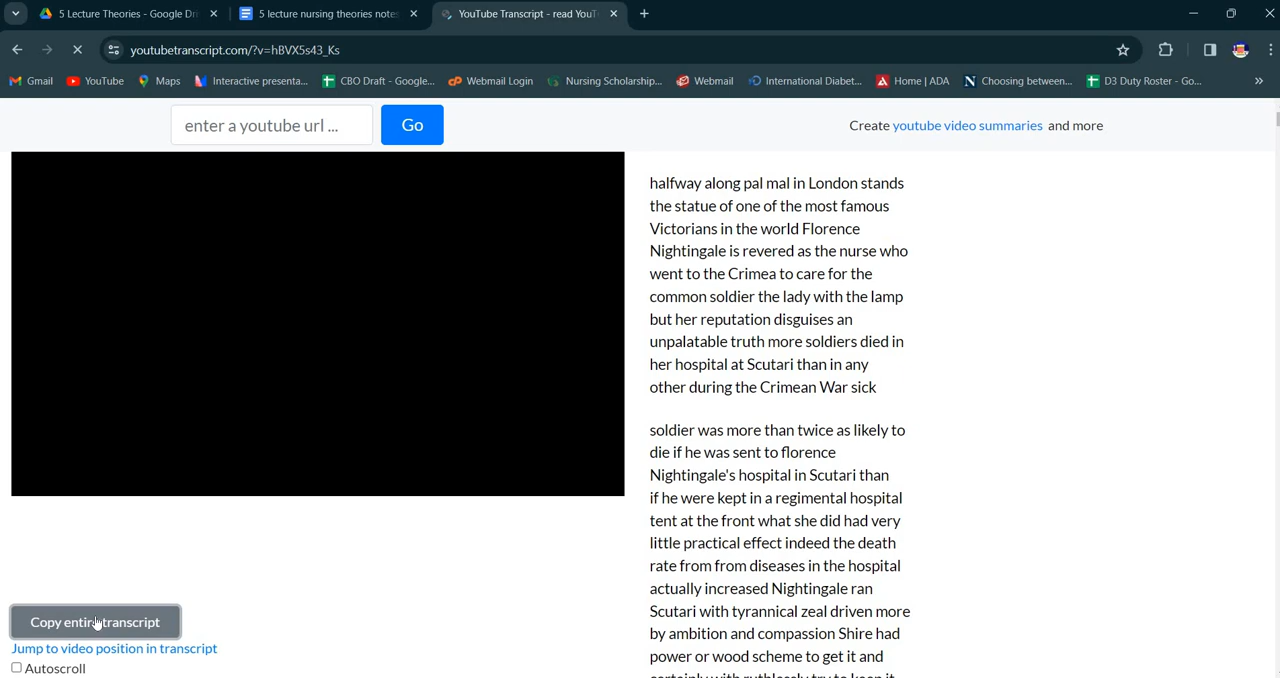 5 Lecture Theories - Google Dri
5 lecture nursing theories notes
YouTube Transcript - read YouT
youtubetranscript.com/?v=hBVX5s43_Ks
Gmail
YouTube
Maps
Interactive presenta...
CBO Draft - Google...
Webmail Login
Nursing Scholarship...
Webmail
International Diabet...
Home | ADA
Choosing between...
D3 Duty Roster - Go...
enter a youtube url ...
Go
Create youtube video summaries and more
halfway along pal mal in London stands
the statue of one of the most famous
Victorians in the world Florence
Nightingale is revered as the nurse who
went to the Crimea to care for the
common soldier the lady with the lamp
but her reputation disguises an
unpalatable truth more soldiers died in
her hospital at Scutari than in any
other during the Crimean War sick
soldier was more than twice as likely to
die if he was sent to florence
Nightingale's hospital in Scutari than
if he were kept in a regimental hospital
tent at the front what she did had very
little practical effect indeed the death
rate from from diseases in the hospital
actually increased Nightingale ran
Scutari with tyrannical zeal driven more
by ambition and compassion Shire had
power or wood scheme to get it and
certainly with ruthlessly try to keep it
Copy entire transcript
Jump to video position in transcript
Autoscroll